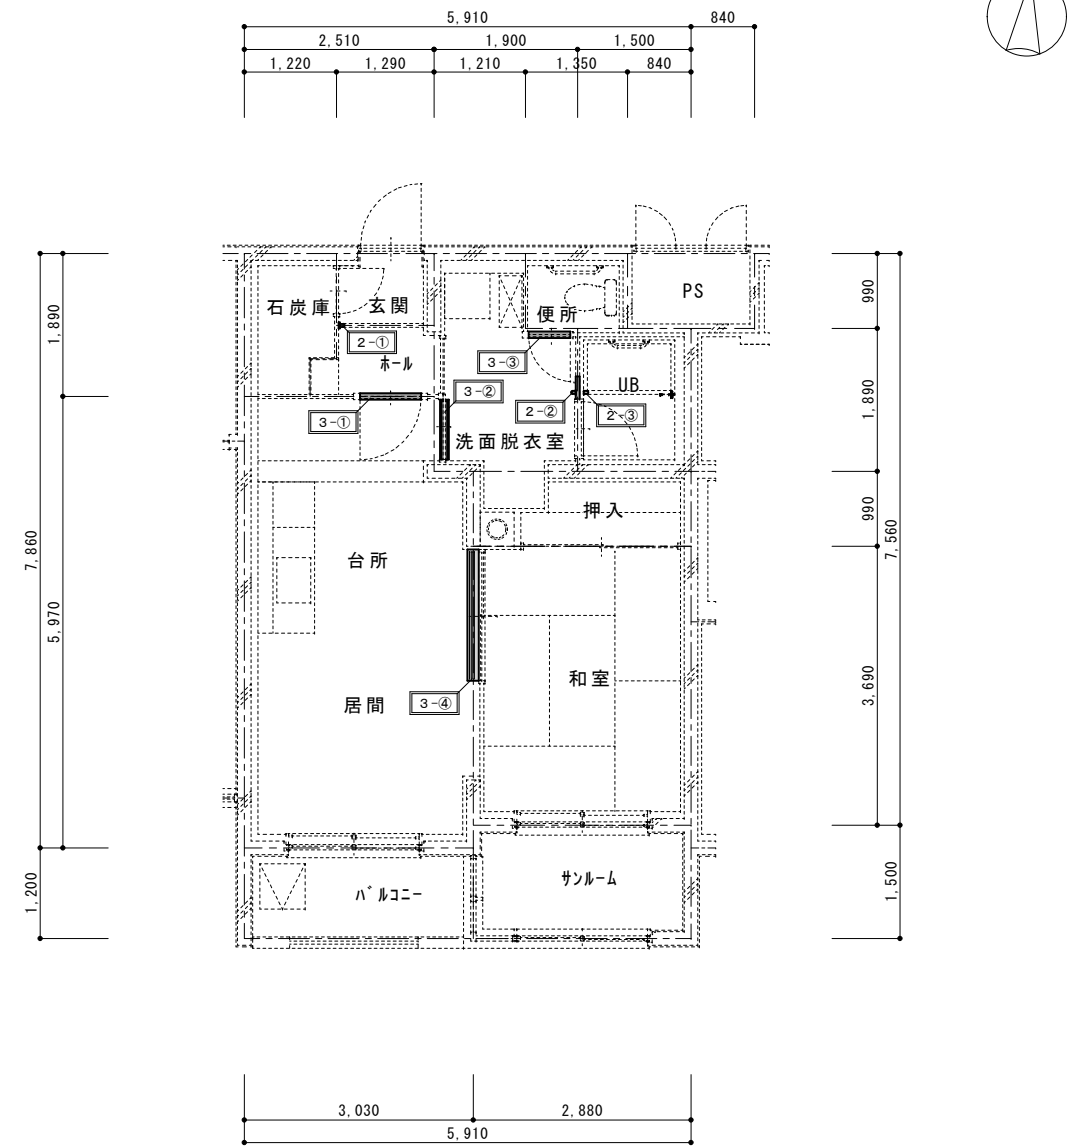 5,910
840
2,510
1,900
1,500
1,220
1,290
1,210
1,350
840
石炭庫
玄関
便所
PS
2-①
ホール
3-③
3-②
UB
3-①
2-②
2-③
洗面脱衣室
押入
台所
和室
居間
3-④
バルコニー
サンルーム
1,890
7,860
5,970
1,200
990
1,890
990
7,560
3,690
1,500
3,030
2,880
5,910